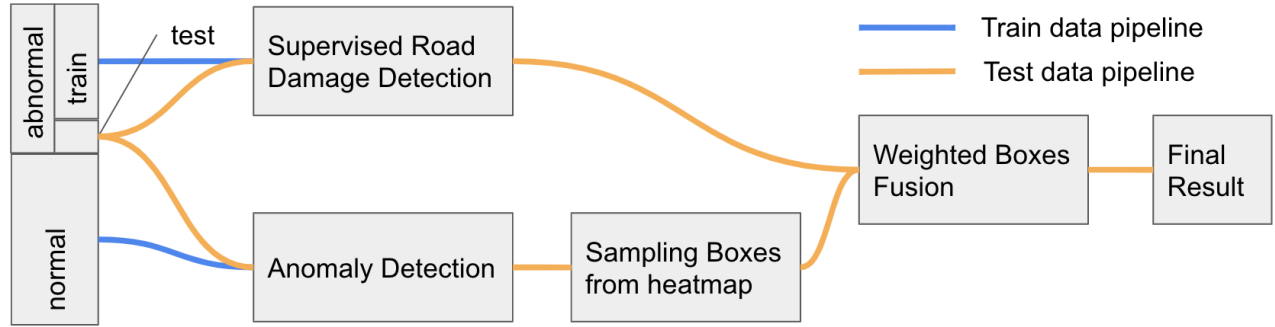 abnormal
train
test
normal
Supervised Road
Damage Detection
Anomaly Detection
Sampling Boxes
from heatmap
Train data pipeline
Test data pipeline
Weighted Boxes
Fusion
Final
Result